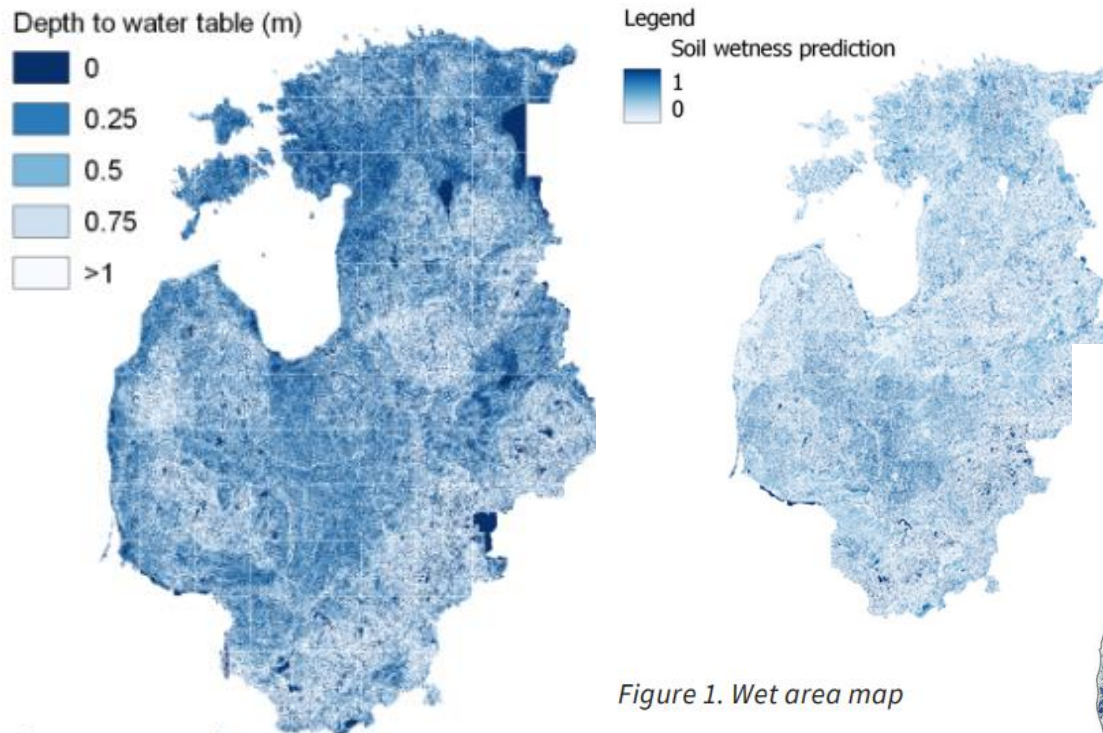 Depth to water table (m)
0
0.25
0.5
0.75
>1
Legend
Soil wetness prediction
1
0
Figure 1. Wet area map